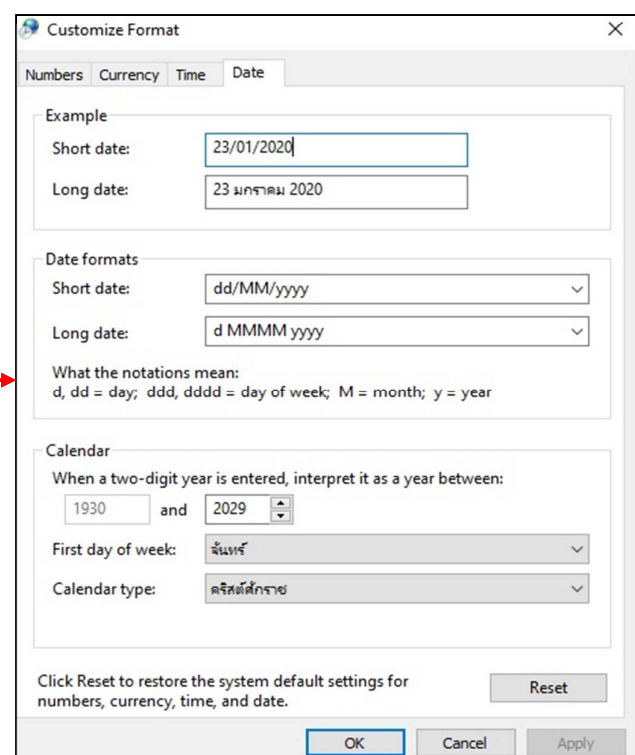 Customize Format
Numbers Currency Time Date
Example
Short date: 23/01/2020
Long date: 23 มกราคม 2020
Date formats
Short date: dd/MM/yyyy
Long date: d MMMM yyyy
What the notations mean:
d, dd = day; ddd, dddd = day of week; M = month; y = year
Calendar
When a two-digit year is entered, interpret it as a year between:
1930 and 2029
First day of week: จันทร์
Calendar type: คริสต์ศักราช
Click Reset to restore the system default settings for
numbers, currency, time, and date.
Reset
OK Cancel Apply